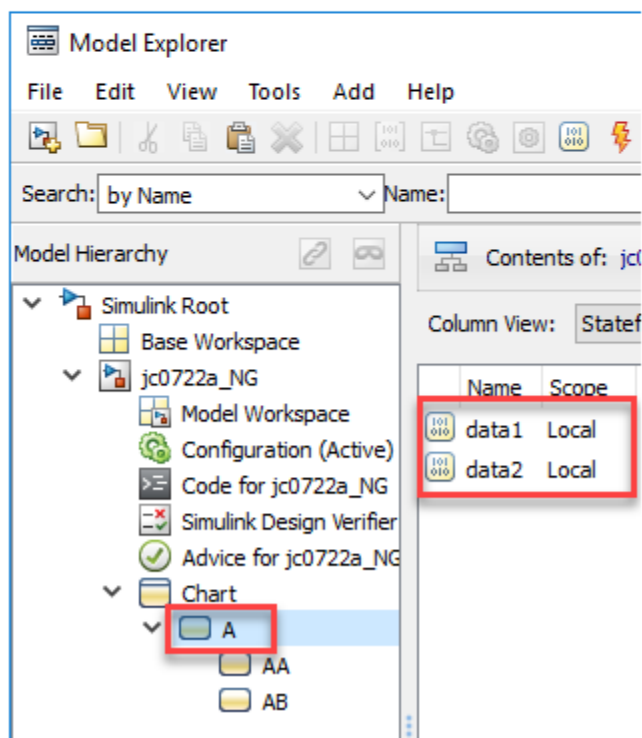 Model Explorer
File Edit View Tools Add Help
Search: by Name Name:
Model Hierarchy
Simulink Root
Base Workspace
jc0722a_NG
Model Workspace
Configuration (Active)
Code for jc0722a_NG
Simulink Design Verifier
Advice for jc0722a_NG
Chart
A
AA
AB
Contents of: jc
Column View: Statef
Name Scope
data1 Local
data2 Local